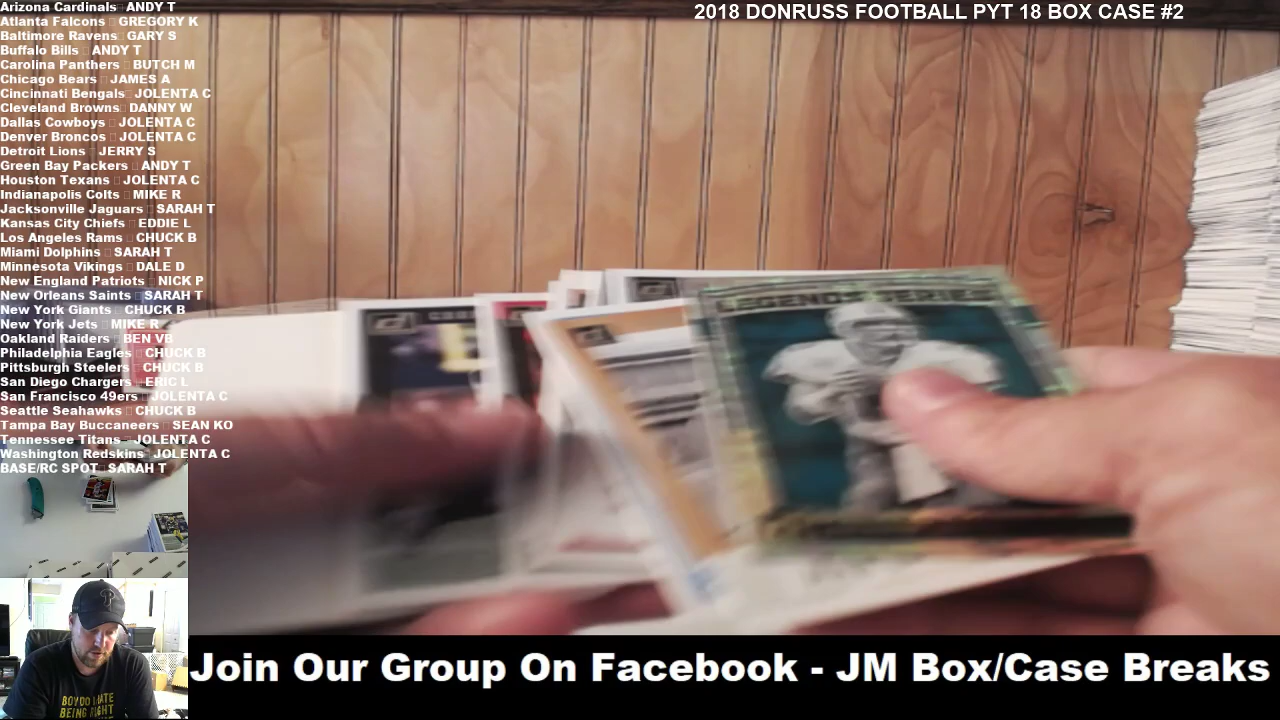 Arizona Cardinals ANDY T
Atlanta Falcons GREGORY K
Baltimore Ravens GARY S
Buffalo Bills ANDY T
Carolina Panthers BUTCH M
Chicago Bears JAMES A
Cincinnati Bengals JOLENTA C
Cleveland Browns DANNY W
Dallas Cowboys JOLENTA C
Denver Broncos JOLENTA C
Detroit Lions JERRY S
Green Bay Packers ANDY T
Houston Texans JOLENTA C
Indianapolis Colts MIKE R
Jacksonville Jaguars SARAH T
Kansas City Chiefs EDDIE L
Los Angeles Rams CHUCK B
Miami Dolphins SARAH T
Minnesota Vikings DALE D
New England Patriots NICK P
New Orleans Saints SARAH T
New York Giants CHUCK B
New York Jets MIKE R
Oakland Raiders BEN VB
Philadelphia Eagles CHUCK B
Pittsburgh Steelers CHUCK B
San Diego Chargers ERIC L
San Francisco 49ers JOLENTA C
Seattle Seahawks CHUCK B
Tampa Bay Buccaneers SEAN KO
Tennessee Titans JOLENTA C
Washington Redskins JOLENTA C
BASE/RC SPOT SARAH T
2018 DONRUSS FOOTBALL PYT 18 BOX CASE #2
LEGENDS SERIES
BOY DO I HATE
BEING RIGHT
Join Our Group On Facebook - JM Box/Case Breaks